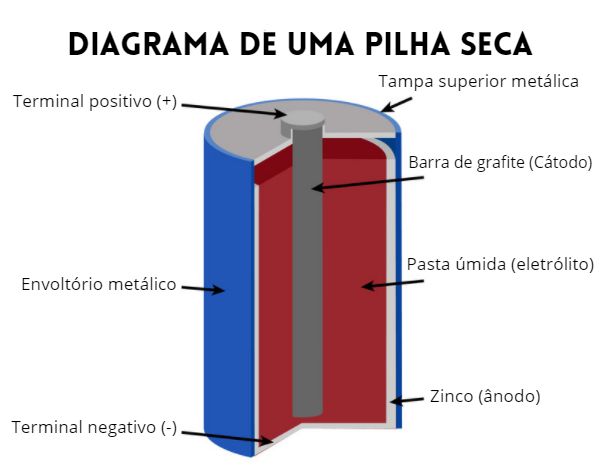 DIAGRAMA DE UMA PILHA SECA
Tampa superior metálica
Terminal positivo (+)
Barra de grafite (Cátodo)
Pasta úmida (eletrólito)
Envoltório metálico
Zinco (ânodo)
Terminal negativo (-)